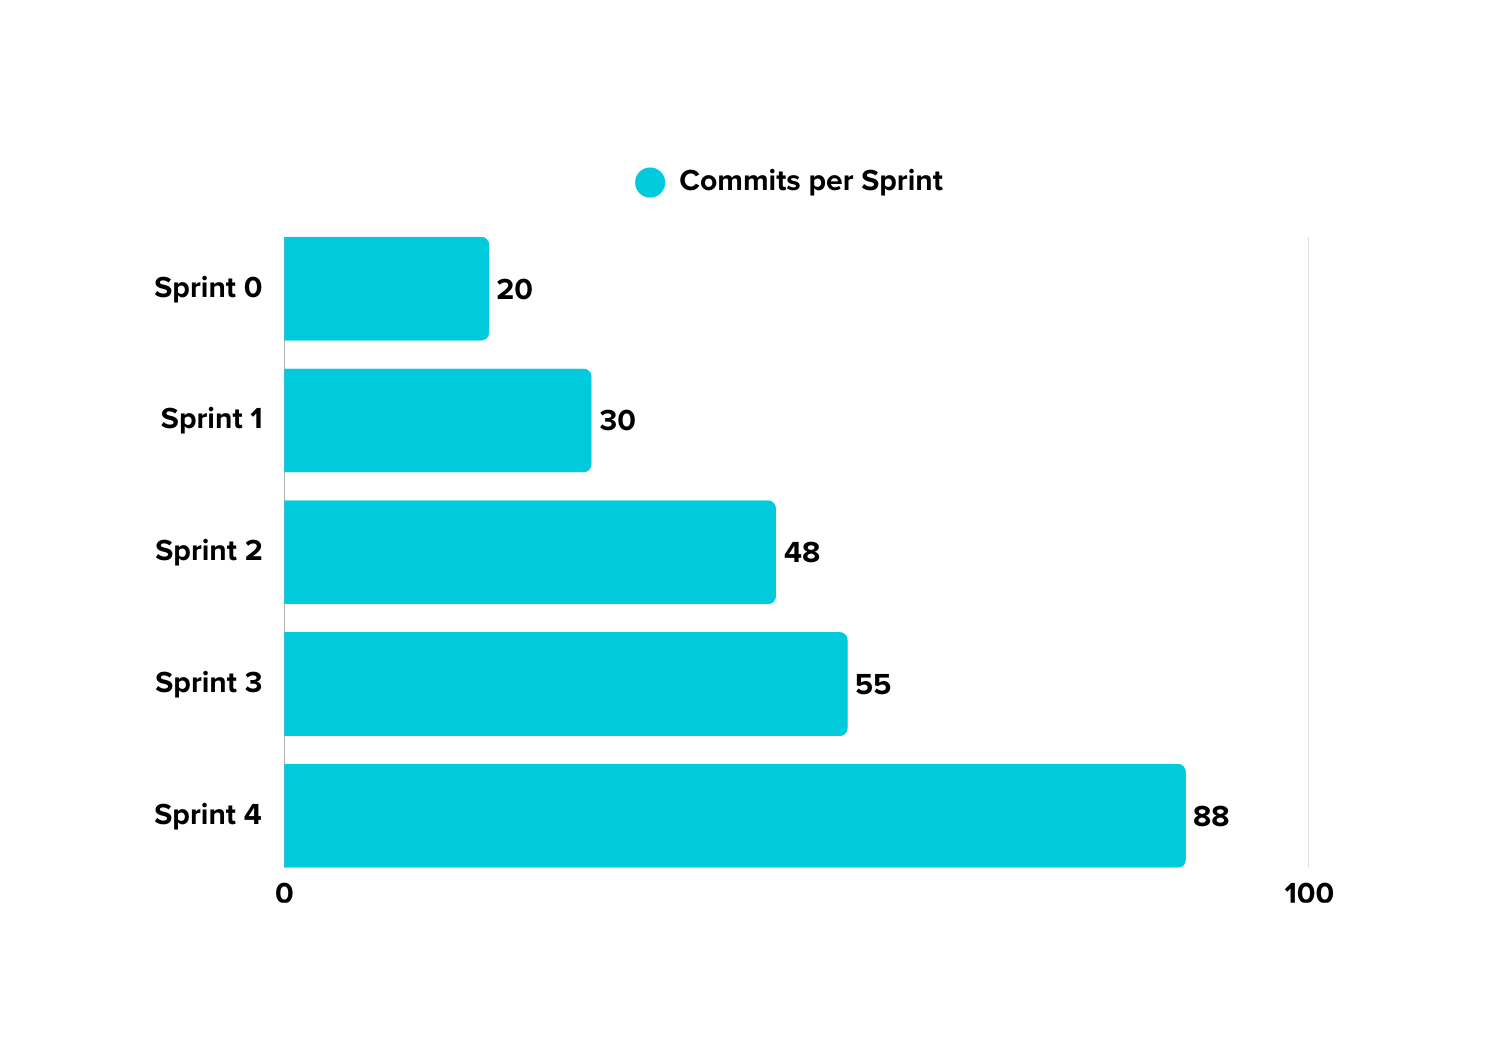 Commits per Sprint
Sprint 0 20
Sprint 1 30
Sprint 2 48
Sprint 3 55
Sprint 4 88
0 100